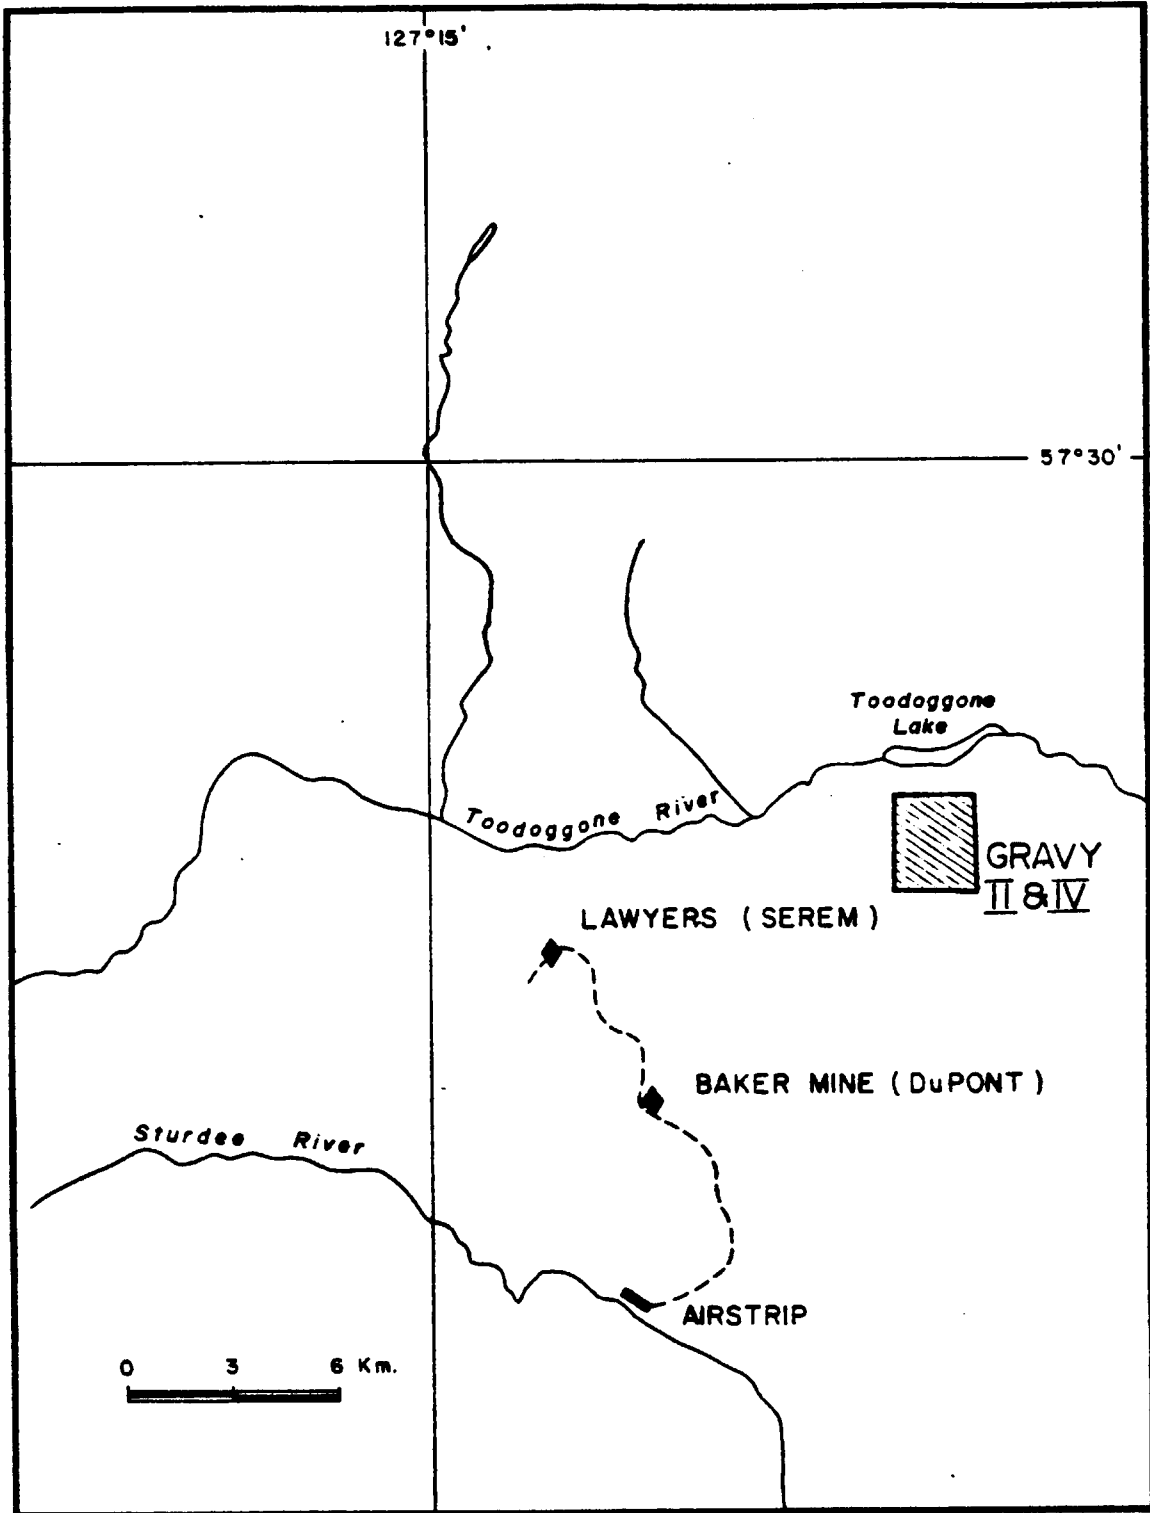 127°15'
57°30'
Toodoggone
Lake
Toodoggone River
GRAVY
II & IV
LAWYERS ( SEREM )
BAKER MINE ( DuPONT )
Sturdee River
AIRSTRIP
0 3 6 Km.